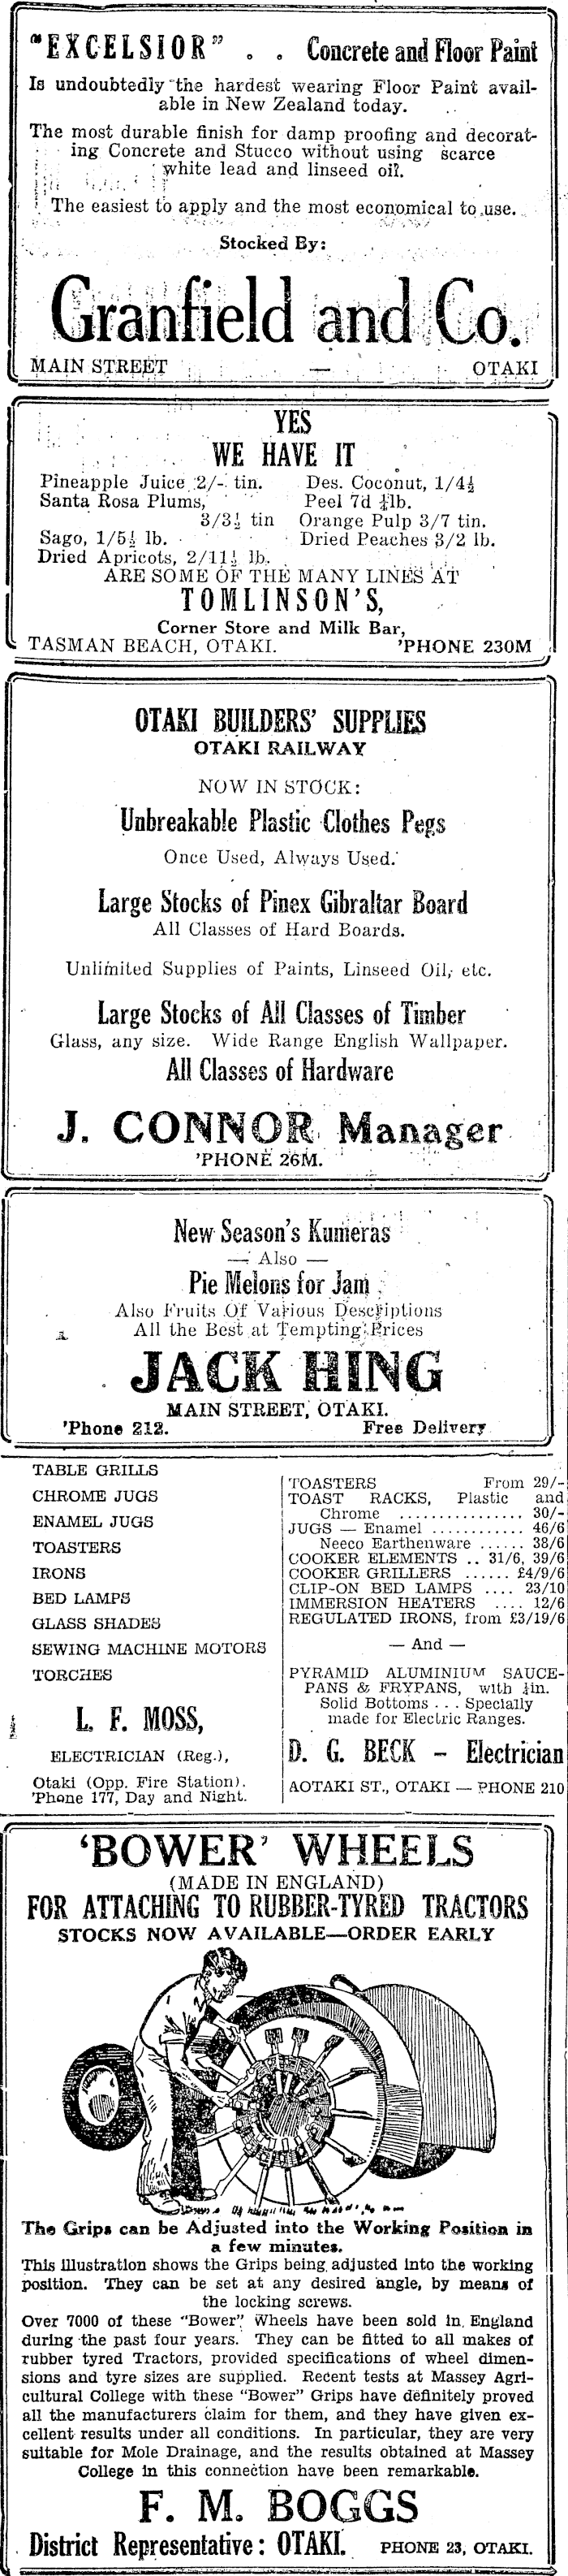 "EXCELSIOR" . . Concrete and Floor Paint
Is undoubtedly the hardest wearing Floor Paint avail-
able in New Zealand today.
The most durable finish for damp proofing and decorat-
ing Concrete and Stucco without using scarce
white lead and linseed oil.
The easiest to apply and the most economical to use.
Stocked By:
Granfield and Co.
MAIN STREET — OTAKI
YES
WE HAVE IT
Pineapple Juice 2/- tin.
Santa Rosa Plums,
3/3½ tin
Sago, 1/5½ lb.
Dried Apricots, 2/11½ lb.
Des. Coconut, 1/4½
Peel 7d ¼lb.
Orange Pulp 3/7 tin.
Dried Peaches 3/2 lb.
ARE SOME OF THE MANY LINES AT
TOMLINSON'S,
Corner Store and Milk Bar,
TASMAN BEACH, OTAKI. 'PHONE 230M
OTAKI BUILDERS' SUPPLIES
OTAKI RAILWAY
NOW IN STOCK:
Unbreakable Plastic Clothes Pegs
Once Used, Always Used.
Large Stocks of Pinex Gibraltar Board
All Classes of Hard Boards.
Unlimited Supplies of Paints, Linseed Oil, etc.
Large Stocks of All Classes of Timber
Glass, any size. Wide Range English Wallpaper.
All Classes of Hardware
J. CONNOR Manager
'PHONE 26M.
New Season's Kumeras
— Also —
Pie Melons for Jam
Also Fruits Of Various Descriptions
All the Best at Tempting Prices
JACK HING
MAIN STREET, OTAKI.
'Phone 212. Free Delivery
TABLE GRILLS
CHROME JUGS
ENAMEL JUGS
TOASTERS
IRONS
BED LAMPS
GLASS SHADES
SEWING MACHINE MOTORS
TORCHES
L. F. MOSS,
ELECTRICIAN (Reg.),
Otaki (Opp. Fire Station).
'Phone 177, Day and Night.
TOASTERS From 29/-
TOAST RACKS, Plastic and
Chrome ................ 30/-
JUGS — Enamel ............ 46/6
Neeco Earthenware ...... 38/6
COOKER ELEMENTS .. 31/6, 39/6
COOKER GRILLERS ...... £4/9/6
CLIP-ON BED LAMPS .... 23/10
IMMERSION HEATERS .... 12/6
REGULATED IRONS, from £3/19/6
— And —
PYRAMID ALUMINIUM SAUCE-
PANS & FRYPANS, with ¼in.
Solid Bottoms . . . Specially
made for Electric Ranges.
D. G. BECK – Electrician
AOTAKI ST., OTAKI — PHONE 210
'BOWER' WHEELS
(MADE IN ENGLAND)
FOR ATTACHING TO RUBBER-TYRED TRACTORS
STOCKS NOW AVAILABLE—ORDER EARLY
The Grips can be Adjusted into the Working Position in
a few minutes.
This illustration shows the Grips being adjusted into the working
position. They can be set at any desired angle, by means of
the locking screws.
Over 7000 of these "Bower" Wheels have been sold in England
during the past four years. They can be fitted to all makes of
rubber tyred Tractors, provided specifications of wheel dimen-
sions and tyre sizes are supplied. Recent tests at Massey Agri-
cultural College with these "Bower" Grips have definitely proved
all the manufacturers claim for them, and they have given ex-
cellent results under all conditions. In particular, they are very
suitable for Mole Drainage, and the results obtained at Massey
College in this connection have been remarkable.
F. M. BOGGS
District Representative: OTAKI. PHONE 23, OTAKI.